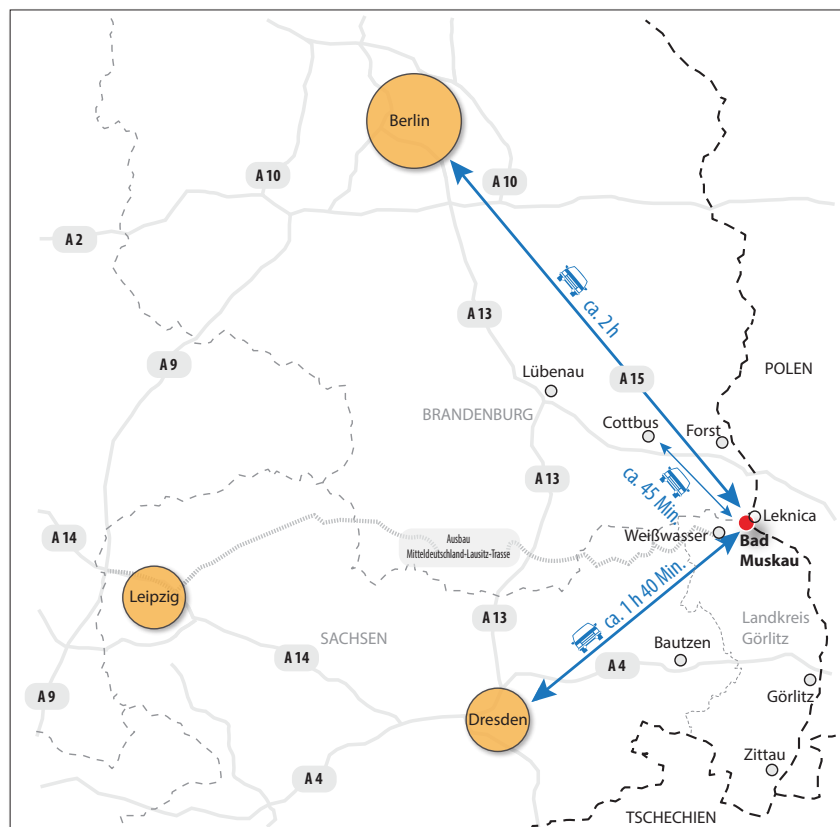 Berlin
A 10
A 10
A 2
ca. 2 h
A 13
A 9
Lübenau
A 15
POLEN
BRANDENBURG
Cottbus
Forst
A 13
ca. 45 Min.
Leknica
A 14
Ausbau
Mitteldeutschland-Lausitz-Trasse
Weißwasser
Bad
Muskau
Leipzig
ca. 1 h 40 Min.
A 13
Landkreis
Görlitz
SACHSEN
Bautzen
A 14
A 4
A 9
Görlitz
Dresden
Zittau
A 4
TSCHECHIEN